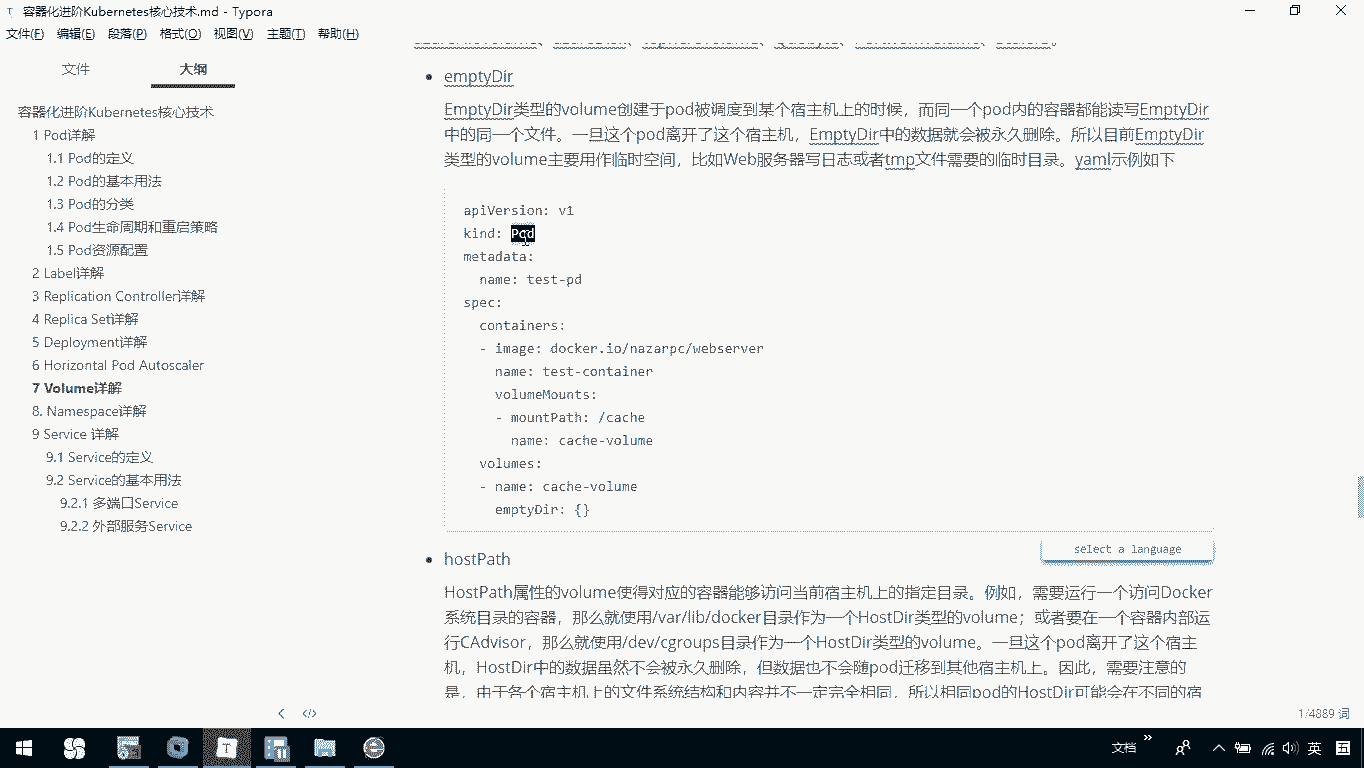 容器化进阶Kubernetes核心技术.md - Typora
文件(F) 编辑(E) 段落(P) 格式(O) 视图(V) 主题(T) 帮助(H)
文件 大纲
容器化进阶Kubernetes核心技术
1 Pod详解
1.1 Pod的定义
1.2 Pod的基本用法
1.3 Pod的分类
1.4 Pod生命周期和重启策略
1.5 Pod资源配置
2 Label详解
3 Replication Controller详解
4 Replica Set详解
5 Deployment详解
6 Horizontal Pod Autoscaler
7 Volume详解
8. Namespace详解
9 Service 详解
9.1 Service的定义
9.2 Service的基本用法
9.2.1 多端口Service
9.2.2 外部服务Service
emptyDir
EmptyDir类型的volume创建于pod被调度到某个宿主机上的时候，而同一个pod内的容器都能读写EmptyDir
中的同一个文件。一旦这个pod离开了这个宿主机，EmptyDir中的数据就会被永久删除。所以目前EmptyDir
类型的volume主要用作临时空间，比如Web服务器写日志或者tmp文件需要的临时目录。yaml示例如下
apiVersion: v1
kind: Pod
metadata:
name: test-pd
spec:
containers:
- image: docker.io/nazarpc/webserver
name: test-container
volumeMounts:
- mountPath: /cache
name: cache-volume
volumes:
- name: cache-volume
emptyDir: {}
select a language
hostPath
HostPath属性的volume使得对应的容器能够访问当前宿主机上的指定目录。例如，需要运行一个访问Docker
系统目录的容器，那么就使用/var/lib/docker目录作为一个HostDir类型的volume；或者要在一个容器内部运
行CAdvisor，那么就使用/dev/cgroups目录作为一个HostDir类型的volume。一旦这个pod离开了这个宿主
机，HostDir中的数据虽然不会被永久删除，但数据也不会随pod迁移到其他宿主机上。因此，需要注意的
是，由于各个宿主机上的文件系统结构和内容并不一定完全相同，所以相同pod的HostDir可能会在不同的宿
1/4889 词
文档 英 五